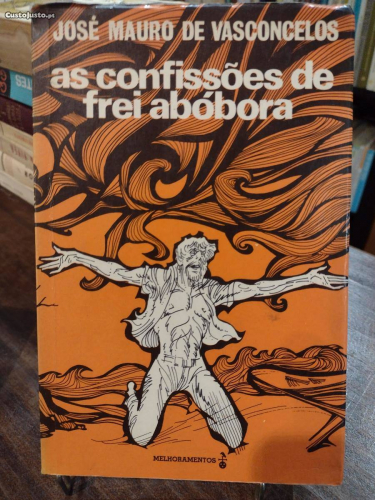 CustoJusto.pt
JOSÉ MAURO DE VASCONCELOS
as confissões de
frei abóbora
MELHORAMENTOS